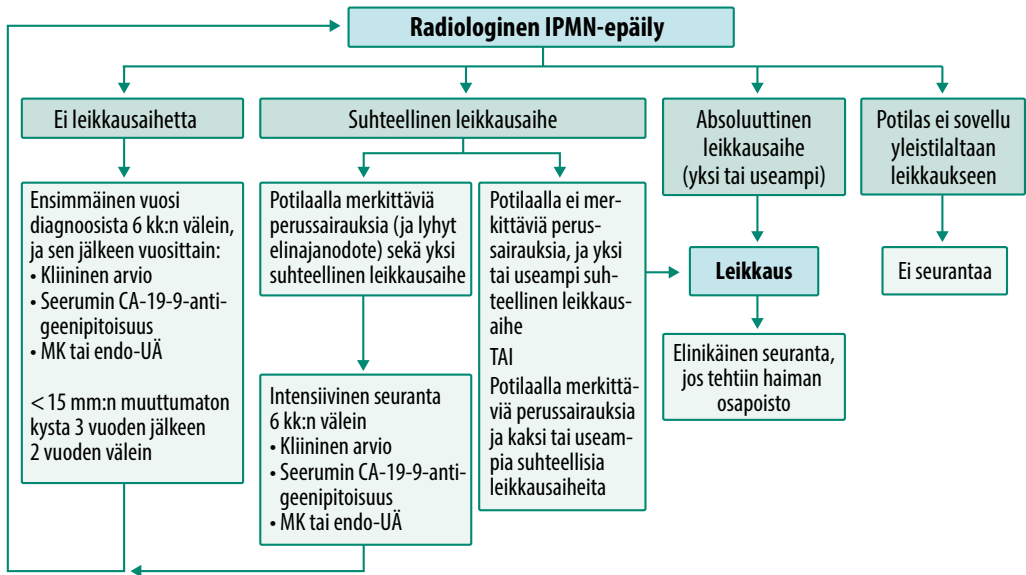 Radiologinen IPMN-epäily
Ei leikkausaihetta
Suhteellinen leikkausaihe
Absoluuttinen
leikkausaihe
(yksi tai useampi)
Potilas ei sovellu
yleistilaltaan
leikkaukseen
Ensimmäinen vuosi
diagnoosista 6 kk:n välein,
ja sen jälkeen vuosittain:
• Kliininen arvio
• Seerumin CA-19-9-anti-
geenipitoisuus
• MK tai endo-UÄ
< 15 mm:n muuttumaton
kysta 3 vuoden jälkeen
2 vuoden välein
Potilaalla merkittäviä
perussairauksia (ja lyhyt
elinajanodote) sekä yksi
suhteellinen leikkausaihe
Intensiivinen seuranta
6 kk:n välein
• Kliininen arvio
• Seerumin CA-19-9-anti-
geenipitoisuus
• MK tai endo-UÄ
Potilaalla ei mer-
kittäviä perus-
sairauksia, ja yksi
tai useampi suh-
teellinen leikkaus-
aihe
TAI
Potilaalla merkittä-
viä perussairauksia
ja kaksi tai useam-
pia suhteellisia
leikkausaiheita
Leikkaus
Elinikäinen seuranta,
jos tehtiin haiman
osapoisto
Ei seurantaa